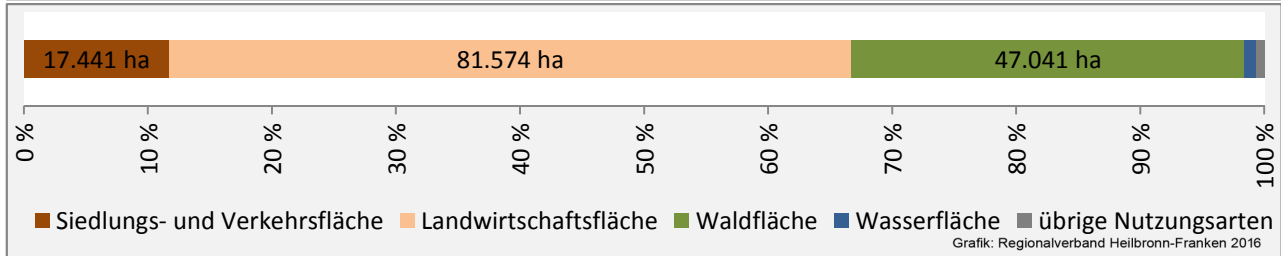 17.441 ha 81.574 ha 47.041 ha
0 % 10 % 20 % 30 % 40 % 50 % 60 % 70 % 80 % 90 % 100 %
Siedlungs- und Verkehrsfläche Landwirtschaftsfläche Waldfläche Wasserfläche übrige Nutzungsarten
Grafik: Regionalverband Heilbronn-Franken 2016